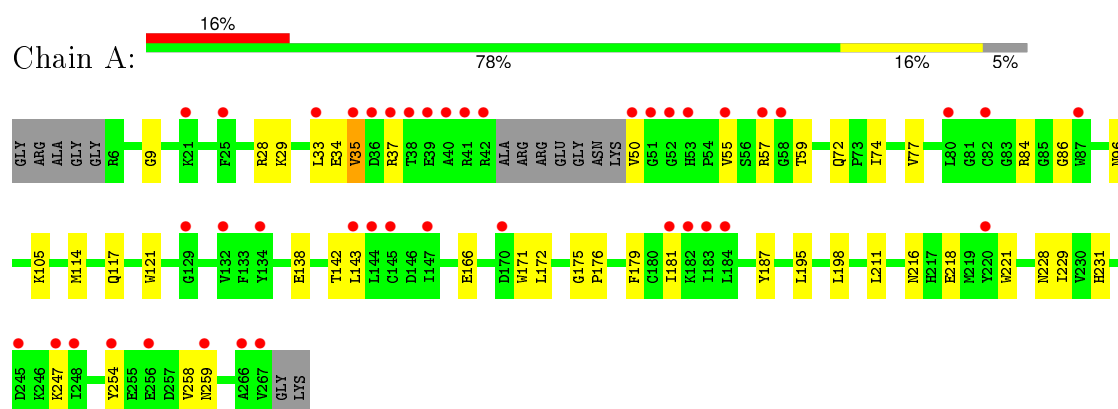 16%
Chain A:
78% 16% 5%
GLY ARG ALA GLY GLY R6 G9 K21 F25 R28 K29 L33 E34 V35 D36 R37 T38 E39 A40 R41 R42 ALA ARG ARG GLU GLY ASN LYS V50 G51 G52 H53 P54 V55 S56 R57 G58 T59 Q72 P73 I74 V77 L80 G81 C82 G83 R84 G85 G86 W87 N96
K105 M114 Q117 W121 G129 V132 F133 Y134 E138 T142 L143 L144 C145 D146 I147 E166 D170 W171 L172 G175 P176 F179 C180 I181 K182 I183 L184 Y187 L195 L198 L211 N216 H217 E218 M219 Y220 W221 N228 I229 V230 H231
D245 K246 K247 I248 Y254 E255 E256 D257 V258 N259 A266 V267 GLY LYS